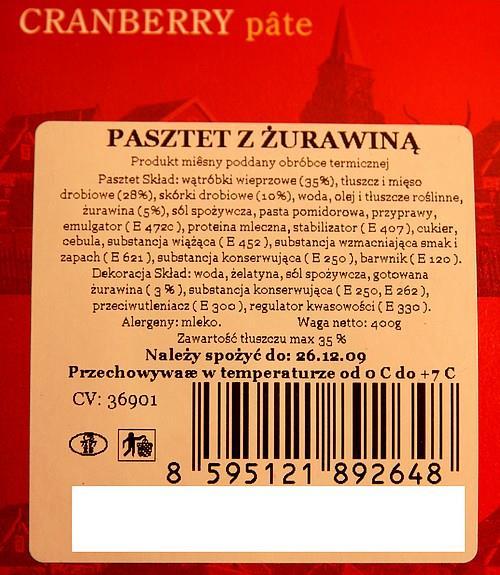 CRANBERRY pâte
PASZTET Z ŻURAWINĄ
Produkt miêsny poddany obróbce termicznej
Pasztet Skład: wątróbki wieprzowe (35%), tłuszcz i mięso
drobiowe (28%), skórki drobiowe (10%), woda, olej i tłuszcze roślinne,
żurawina (5%), sól spożywcza, pasta pomidorowa, przyprawy,
emulgator ( E 472c ), proteina mleczna, stabilizator ( E 407 ), cukier,
cebula, substancja wiążąca ( E 452 ), substancja wzmacniająca smak i
zapach ( E 621 ), substancja konserwująca ( E 250 ), barwnik ( E 120 ).
Dekoracja Skład: woda, żelatyna, sól spożywcza, gotowana
żurawina ( 3 % ), substancja konserwująca ( E 250, E 262 ),
przeciwutleniacz ( E 300 ), regulator kwasowości ( E 330 ).
Alergeny: mleko. Waga netto: 400g
Zawartość tłuszczu max 35 %
Należy spożyć do: 26.12.09
Przechowywaæ w temperaturze od 0 C do +7 C
CV: 36901
8 595121 892648